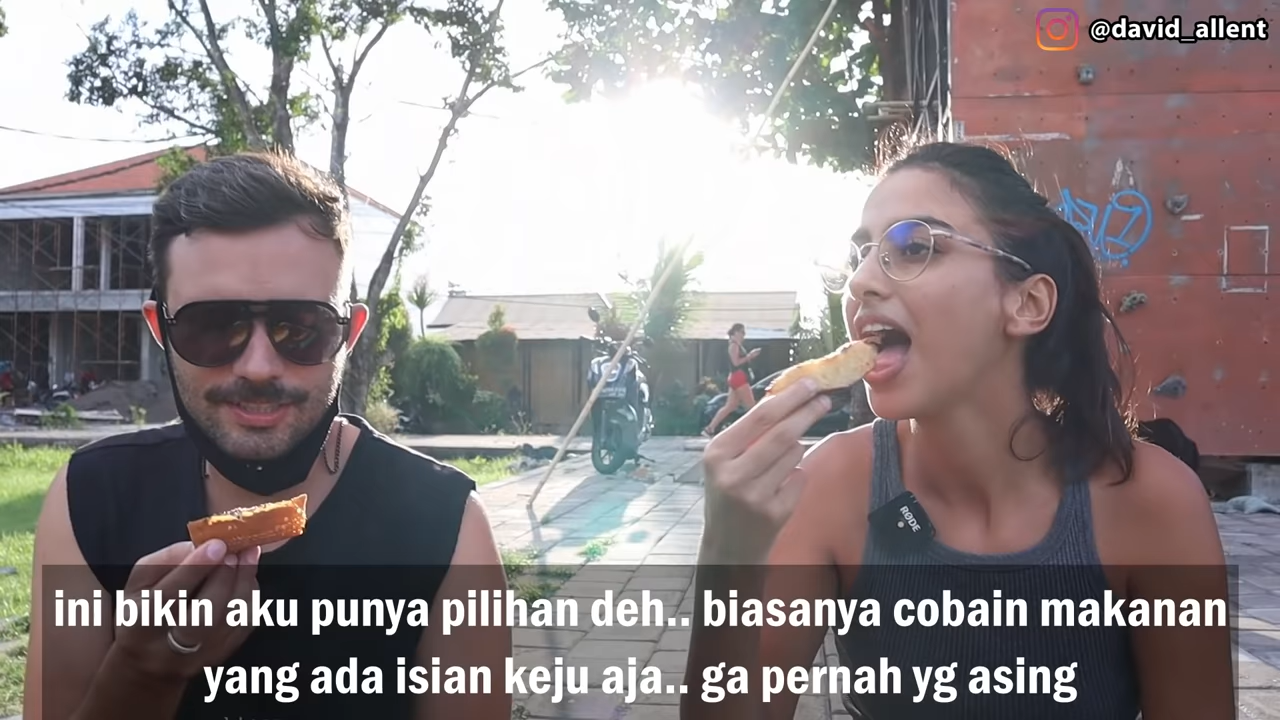 @david_allent
RØDE
ini bikin aku punya pilihan deh.. biasanya cobain makanan
yang ada isian keju aja.. ga pernah yg asing